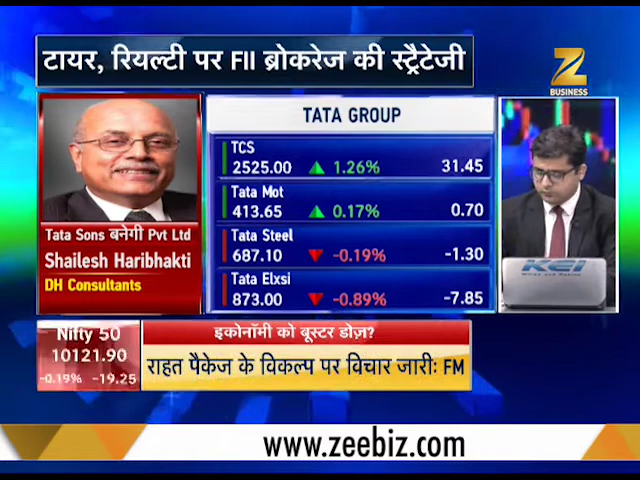 टायर, रियल्टी पर FII ब्रोकरेज की स्ट्रैटेजी
Z
BUSINESS
TATA GROUP
TCS
2525.00 ▲ 1.26% 31.45
Tata Mot
413.65 ▲ 0.17% 0.70
Tata Steel
687.10 ▼ -0.19% -1.30
Tata Elxsi
873.00 ▼ -0.89% -7.85
Tata Sons बनेगी Pvt Ltd
Shailesh Haribhakti
DH Consultants
KEI
Nifty 50
10121.90
-0.19% -19.25
इकोनॉमी को बूस्टर डोज़?
राहत पैकेज के विकल्प पर विचार जारी: FM
www.zeebiz.com